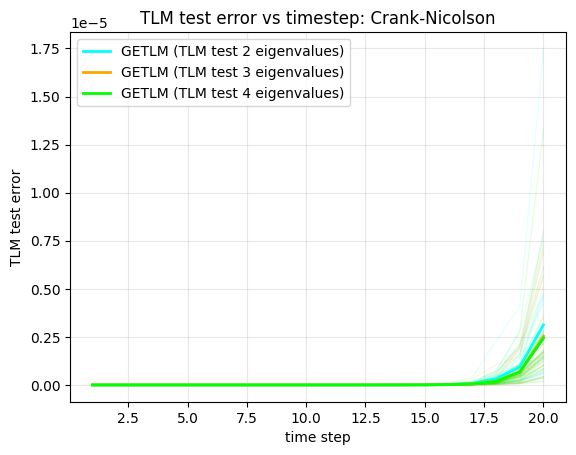 TLM test error vs timestep: Crank-Nicolson
1e−5
GETLM (TLM test 2 eigenvalues)
GETLM (TLM test 3 eigenvalues)
GETLM (TLM test 4 eigenvalues)
TLM test error
1.75
1.50
1.25
1.00
0.75
0.50
0.25
0.00
2.5 5.0 7.5 10.0 12.5 15.0 17.5 20.0
time step